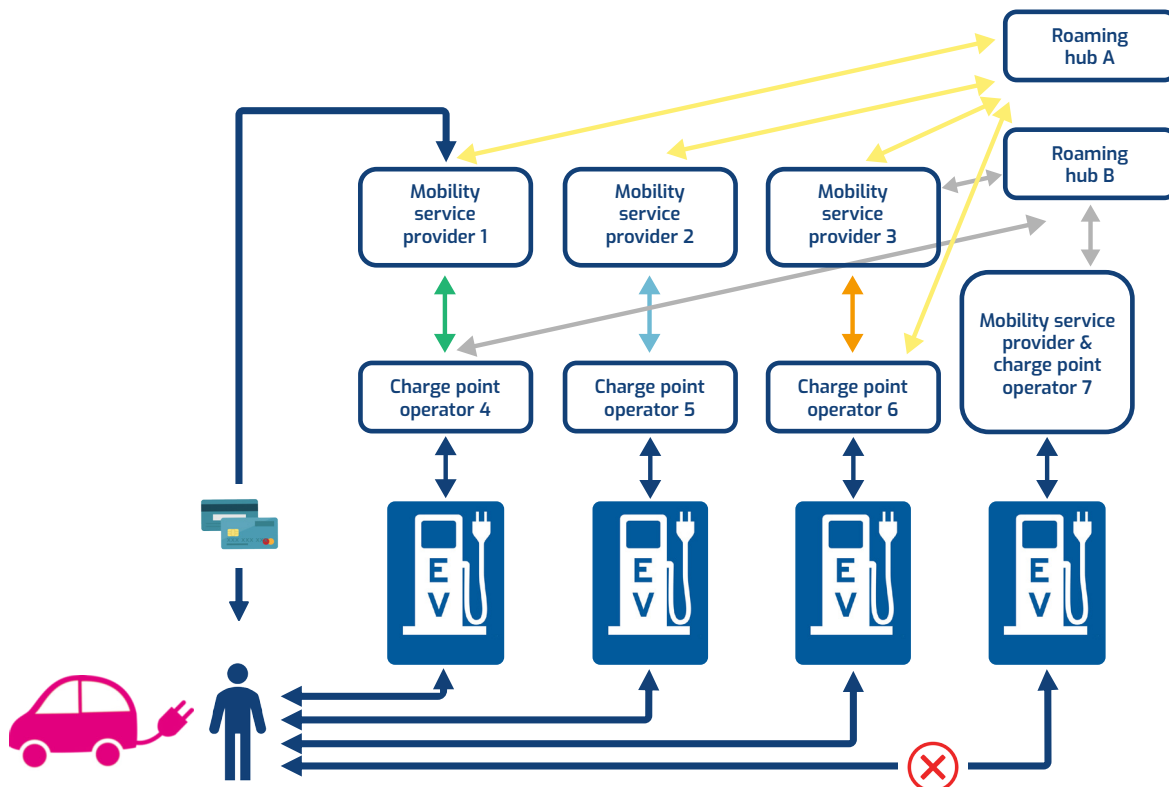 Roaming
hub A
Roaming
hub B
Mobility
service
provider 1
Mobility
service
provider 2
Mobility
service
provider 3
Mobility service
provider &
charge point
operator 7
Charge point
operator 4
Charge point
operator 5
Charge point
operator 6
E
V
E
V
E
V
E
V